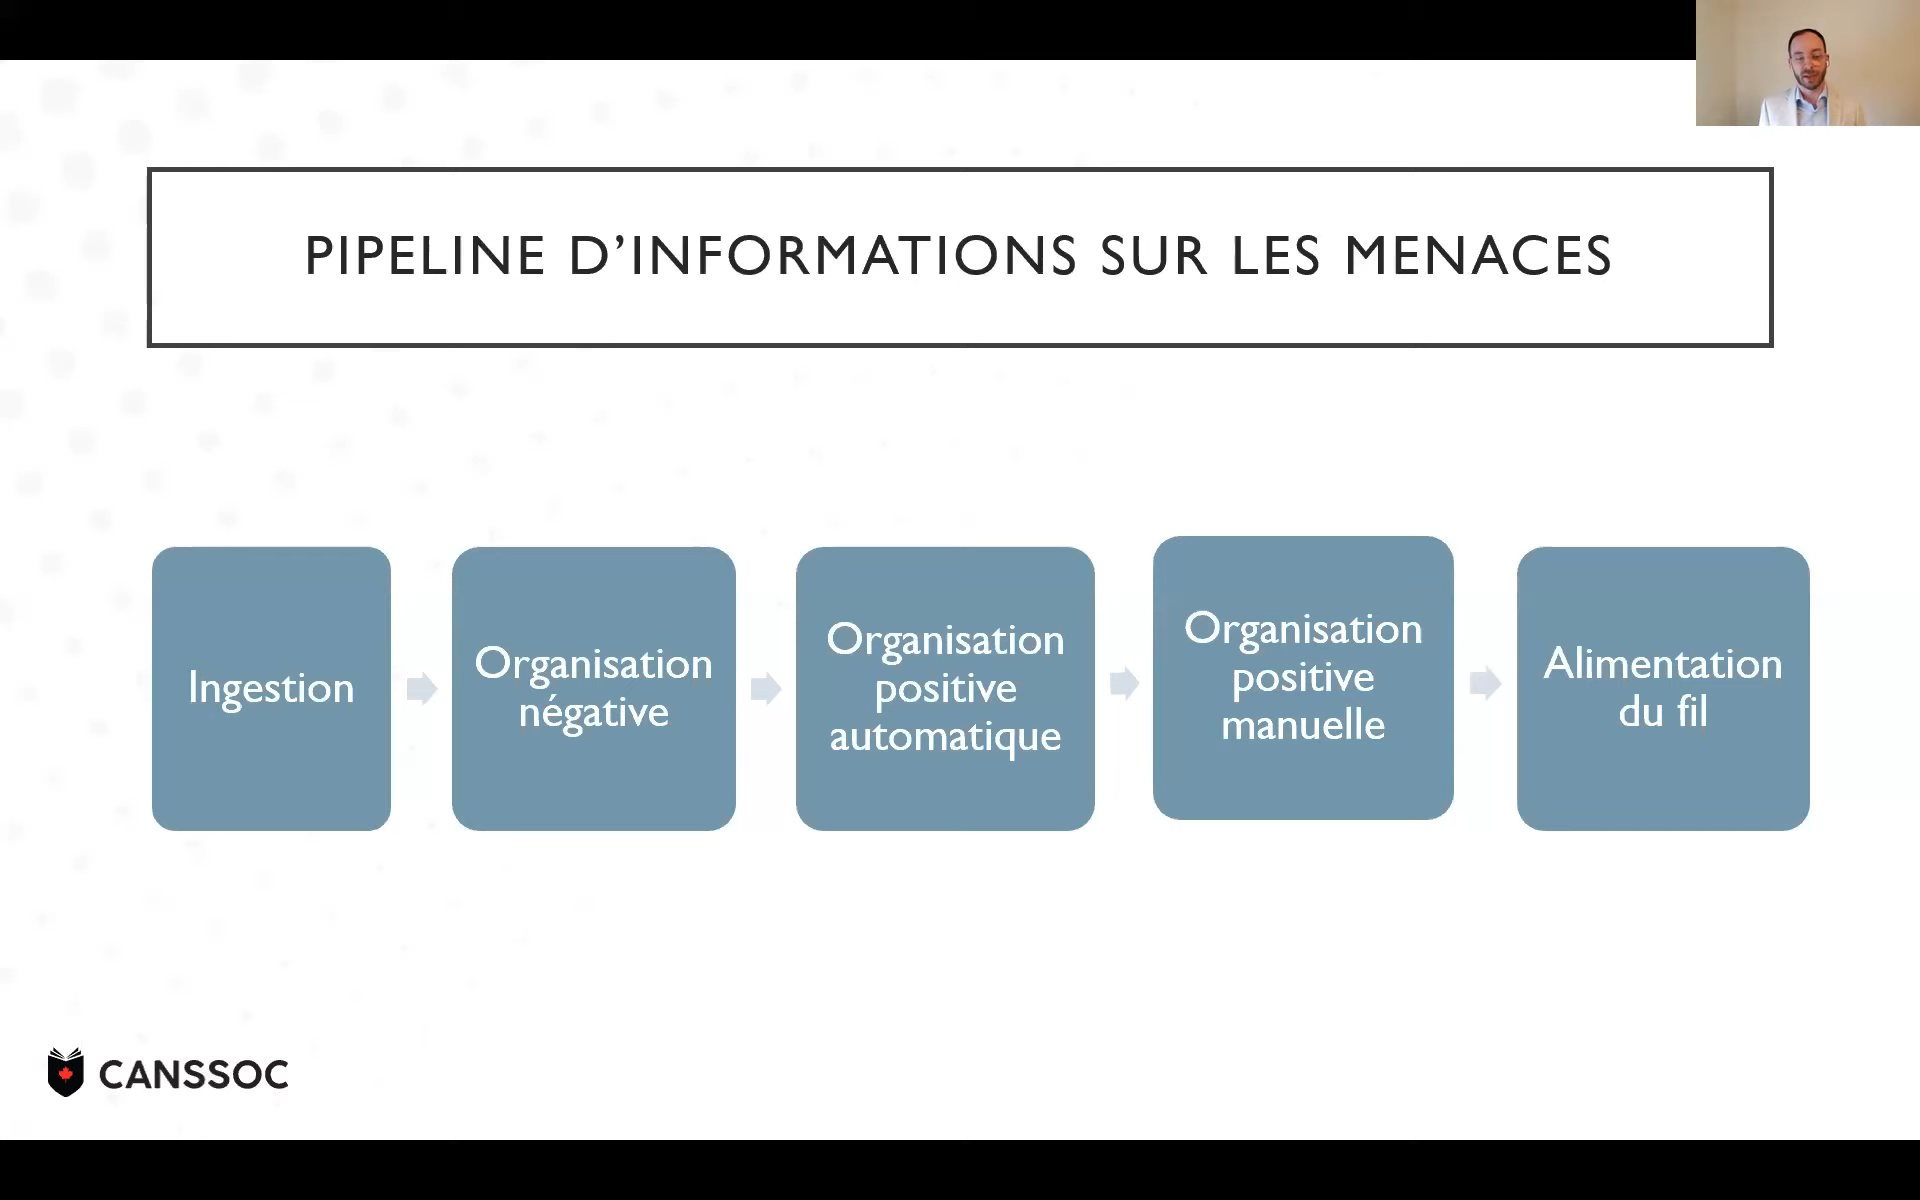 PIPELINE D’INFORMATIONS SUR LES MENACES
Ingestion
Organisation
négative
Organisation
positive
automatique
Organisation
positive
manuelle
Alimentation
du fil
CANSSOC